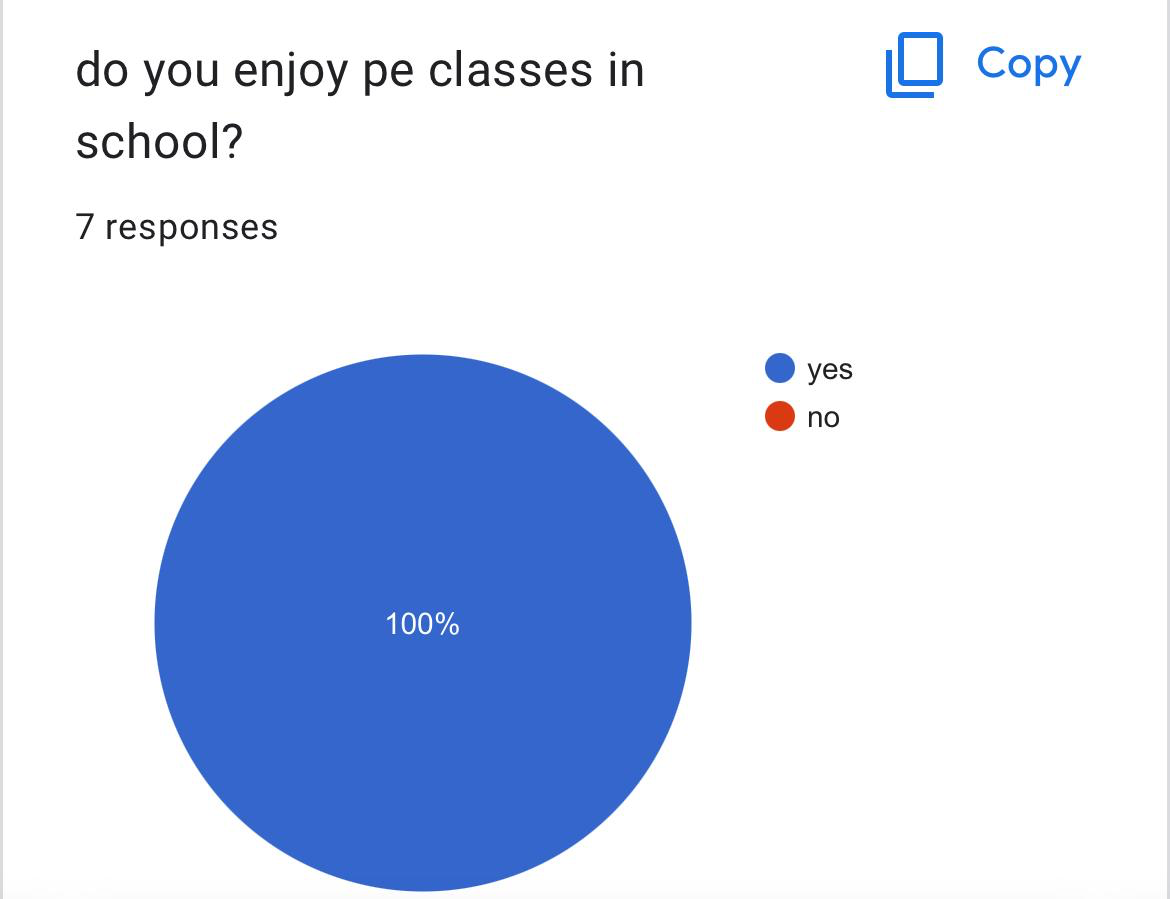 do you enjoy pe classes in
school?
Copy
7 responses
yes
no
100%